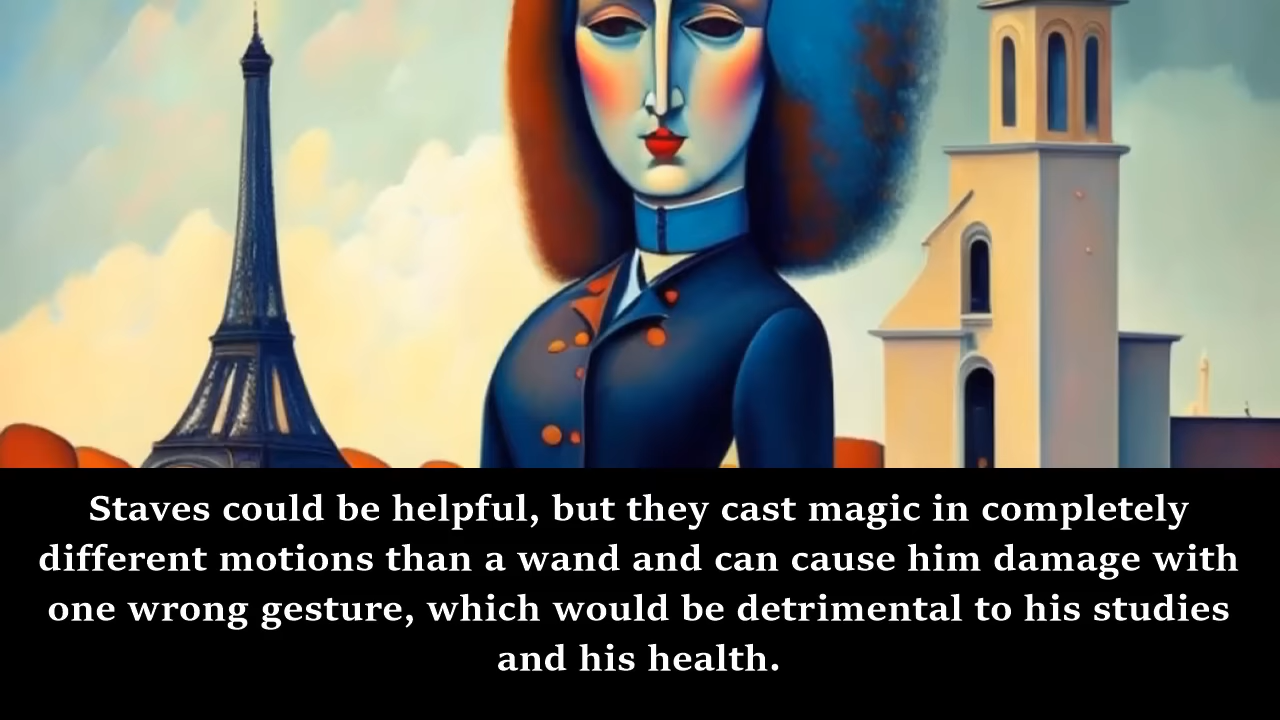 Staves could be helpful, but they cast magic in completely
different motions than a wand and can cause him damage with
one wrong gesture, which would be detrimental to his studies
and his health.